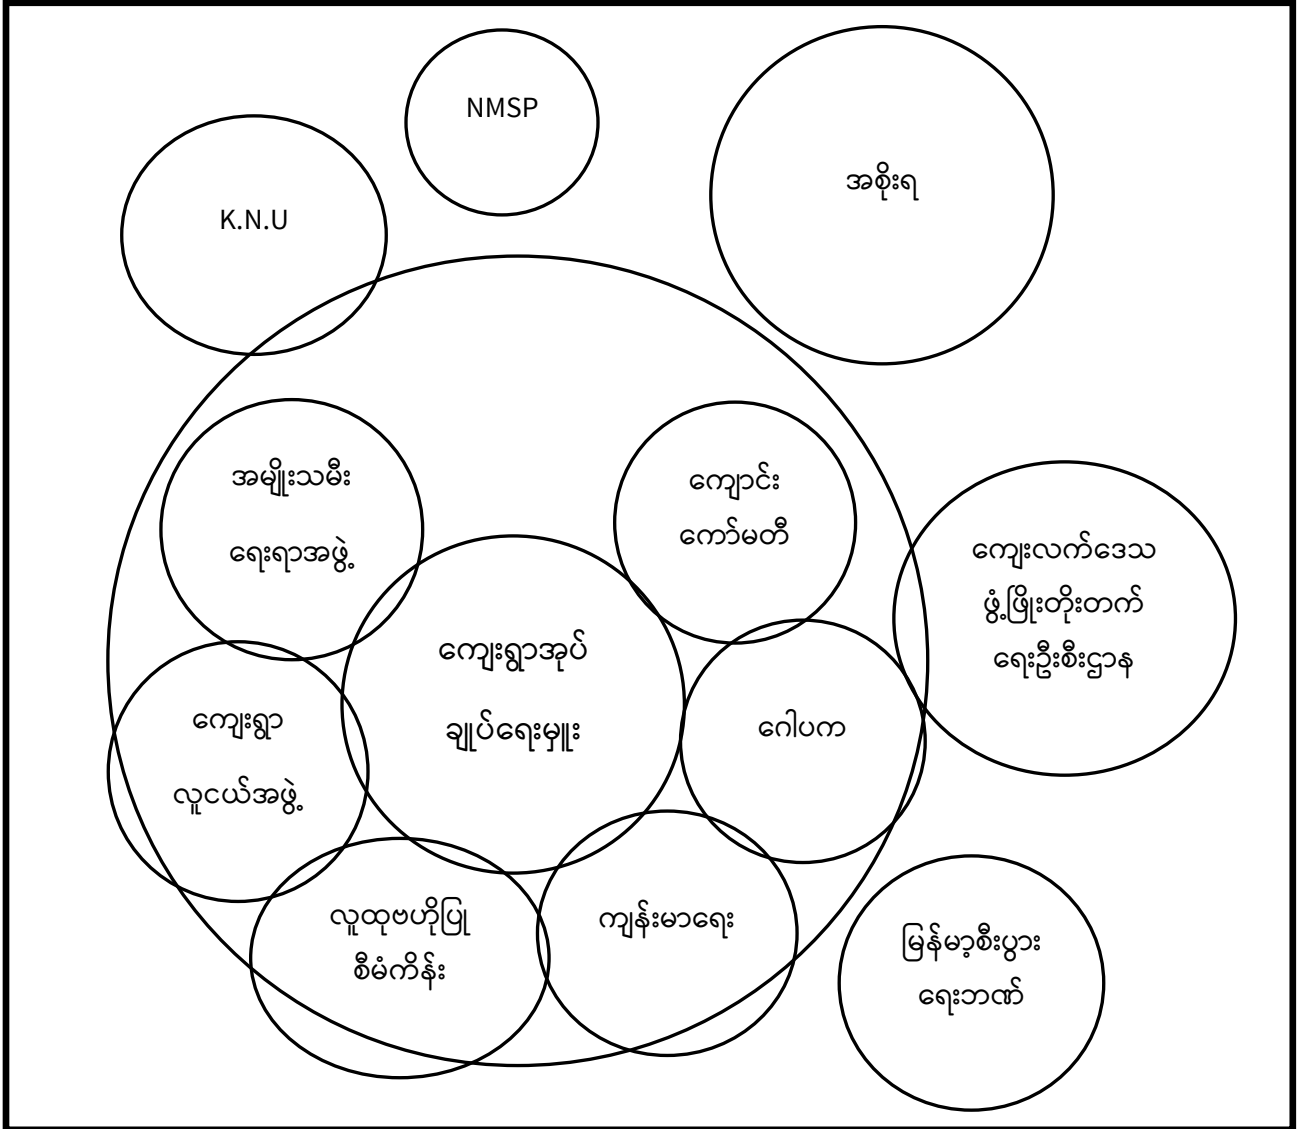 NMSP
K.N.U
အစိုးရ
အမျိုးသမီး
ရေးရာအဖွဲ့
ကျောင်း
ကော်မတီ
ကျေးလက်ဒေသ
ဖွံ့ဖြိုးတိုးတက်
ရေးဦးစီးဌာန
ကျေးရွာအုပ်
ချုပ်ရေးမှူး
ကျေးရွာ
လူငယ်အဖွဲ့
ဂေါပက
လူထုဗဟိုပြု
စီမံကိန်း
ကျန်းမာရေး
မြန်မာ့စီးပွား
ရေးဘဏ်